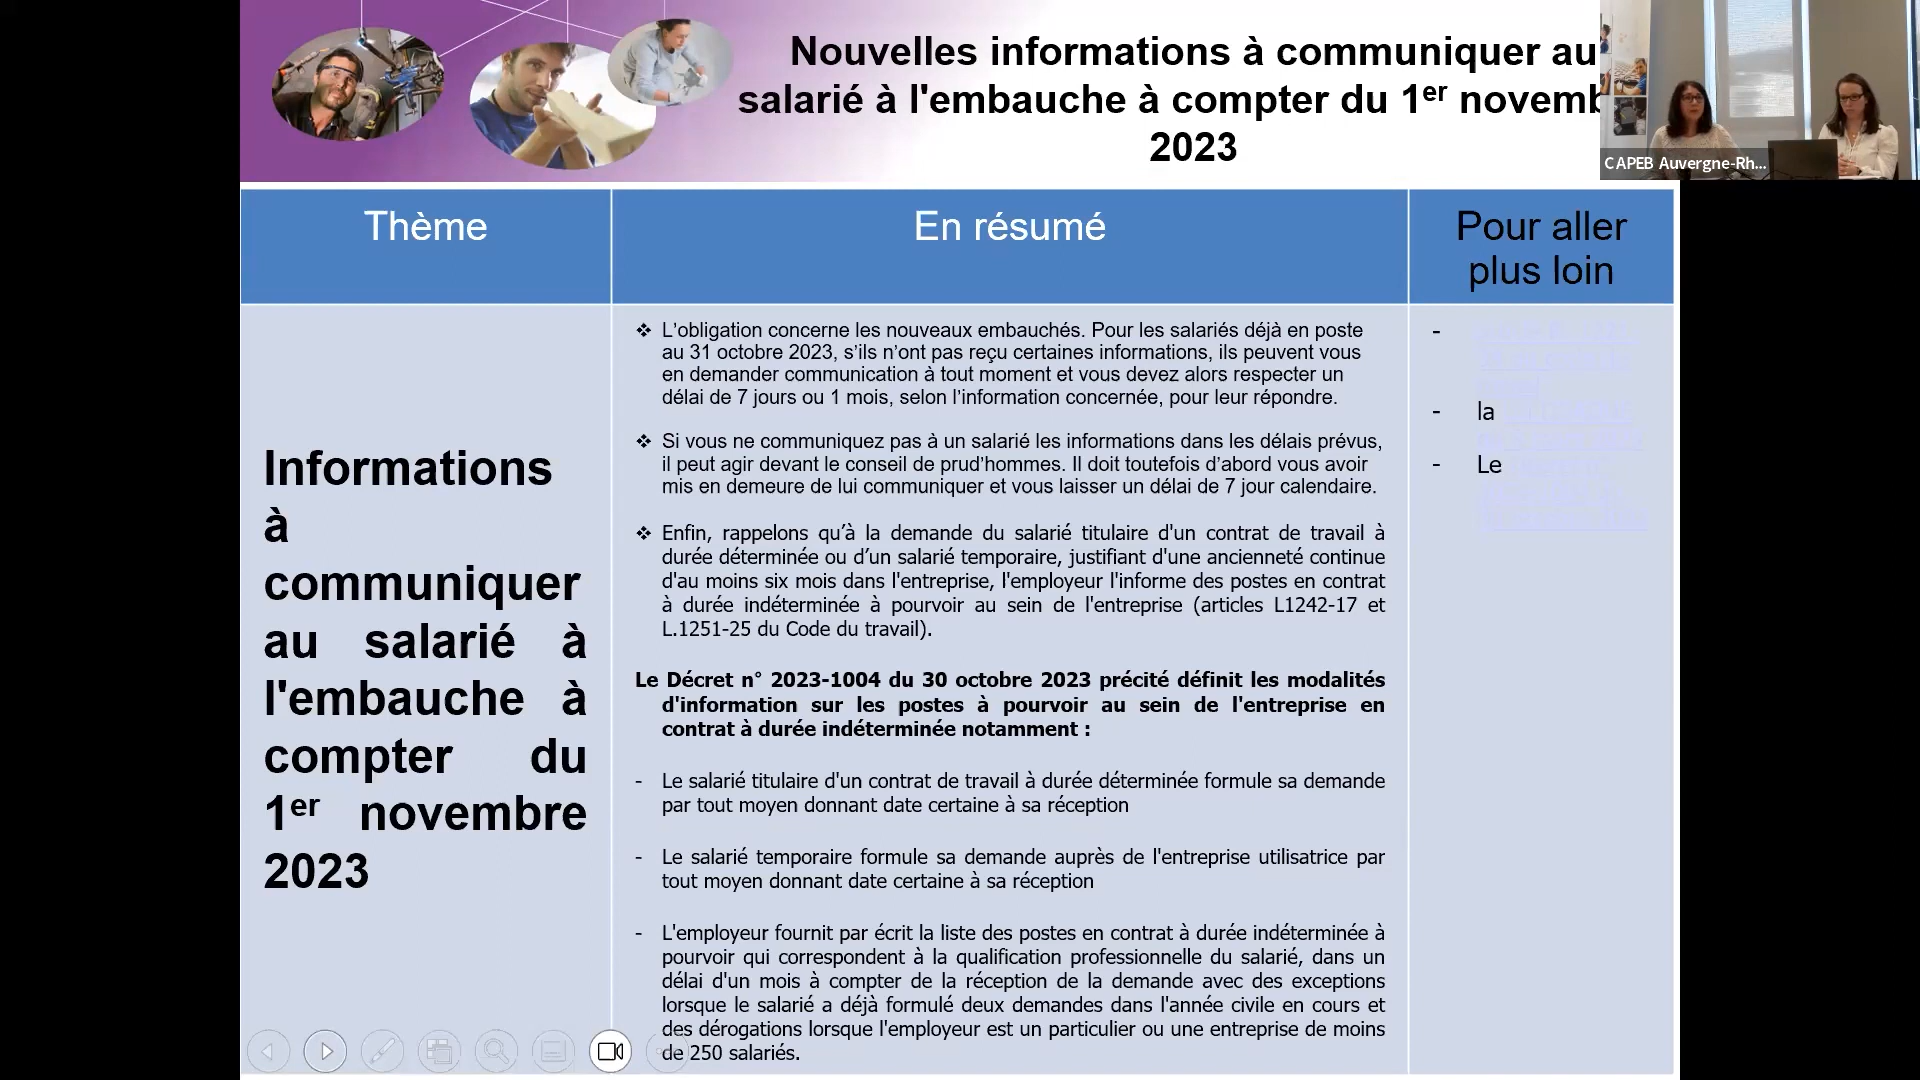 Nouvelles informations à communiquer au
salarié à l'embauche à compter du 1er novemb
2023
CAPEB Auvergne-Rh...
Thème
En résumé
Pour aller
plus loin
Informations
à
communiquer
au salarié à
l'embauche à
compter du
1er novembre
2023
❖ L’obligation concerne les nouveaux embauchés. Pour les salariés déjà en poste
au 31 octobre 2023, s’ils n’ont pas reçu certaines informations, ils peuvent vous
en demander communication à tout moment et vous devez alors respecter un
délai de 7 jours ou 1 mois, selon l’information concernée, pour leur répondre.
❖ Si vous ne communiquez pas à un salarié les informations dans les délais prévus,
il peut agir devant le conseil de prud’hommes. Il doit toutefois d’abord vous avoir
mis en demeure de lui communiquer et vous laisser un délai de 7 jour calendaire.
❖ Enfin, rappelons qu’à la demande du salarié titulaire d'un contrat de travail à
durée déterminée ou d’un salarié temporaire, justifiant d'une ancienneté continue
d'au moins six mois dans l'entreprise, l'employeur l'informe des postes en contrat
à durée indéterminée à pourvoir au sein de l'entreprise (articles L1242-17 et
L.1251-25 du Code du travail).
Le Décret n° 2023-1004 du 30 octobre 2023 précité définit les modalités
d'information sur les postes à pourvoir au sein de l'entreprise en
contrat à durée indéterminée notamment :
- Le salarié titulaire d'un contrat de travail à durée déterminée formule sa demande
par tout moyen donnant date certaine à sa réception
- Le salarié temporaire formule sa demande auprès de l'entreprise utilisatrice par
tout moyen donnant date certaine à sa réception
- L'employeur fournit par écrit la liste des postes en contrat à durée indéterminée à
pourvoir qui correspondent à la qualification professionnelle du salarié, dans un
délai d'un mois à compter de la réception de la demande avec des exceptions
lorsque le salarié a déjà formulé deux demandes dans l'année civile en cours et
des dérogations lorsque l'employeur est un particulier ou une entreprise de moins
de 250 salariés.
-
- la
- Le